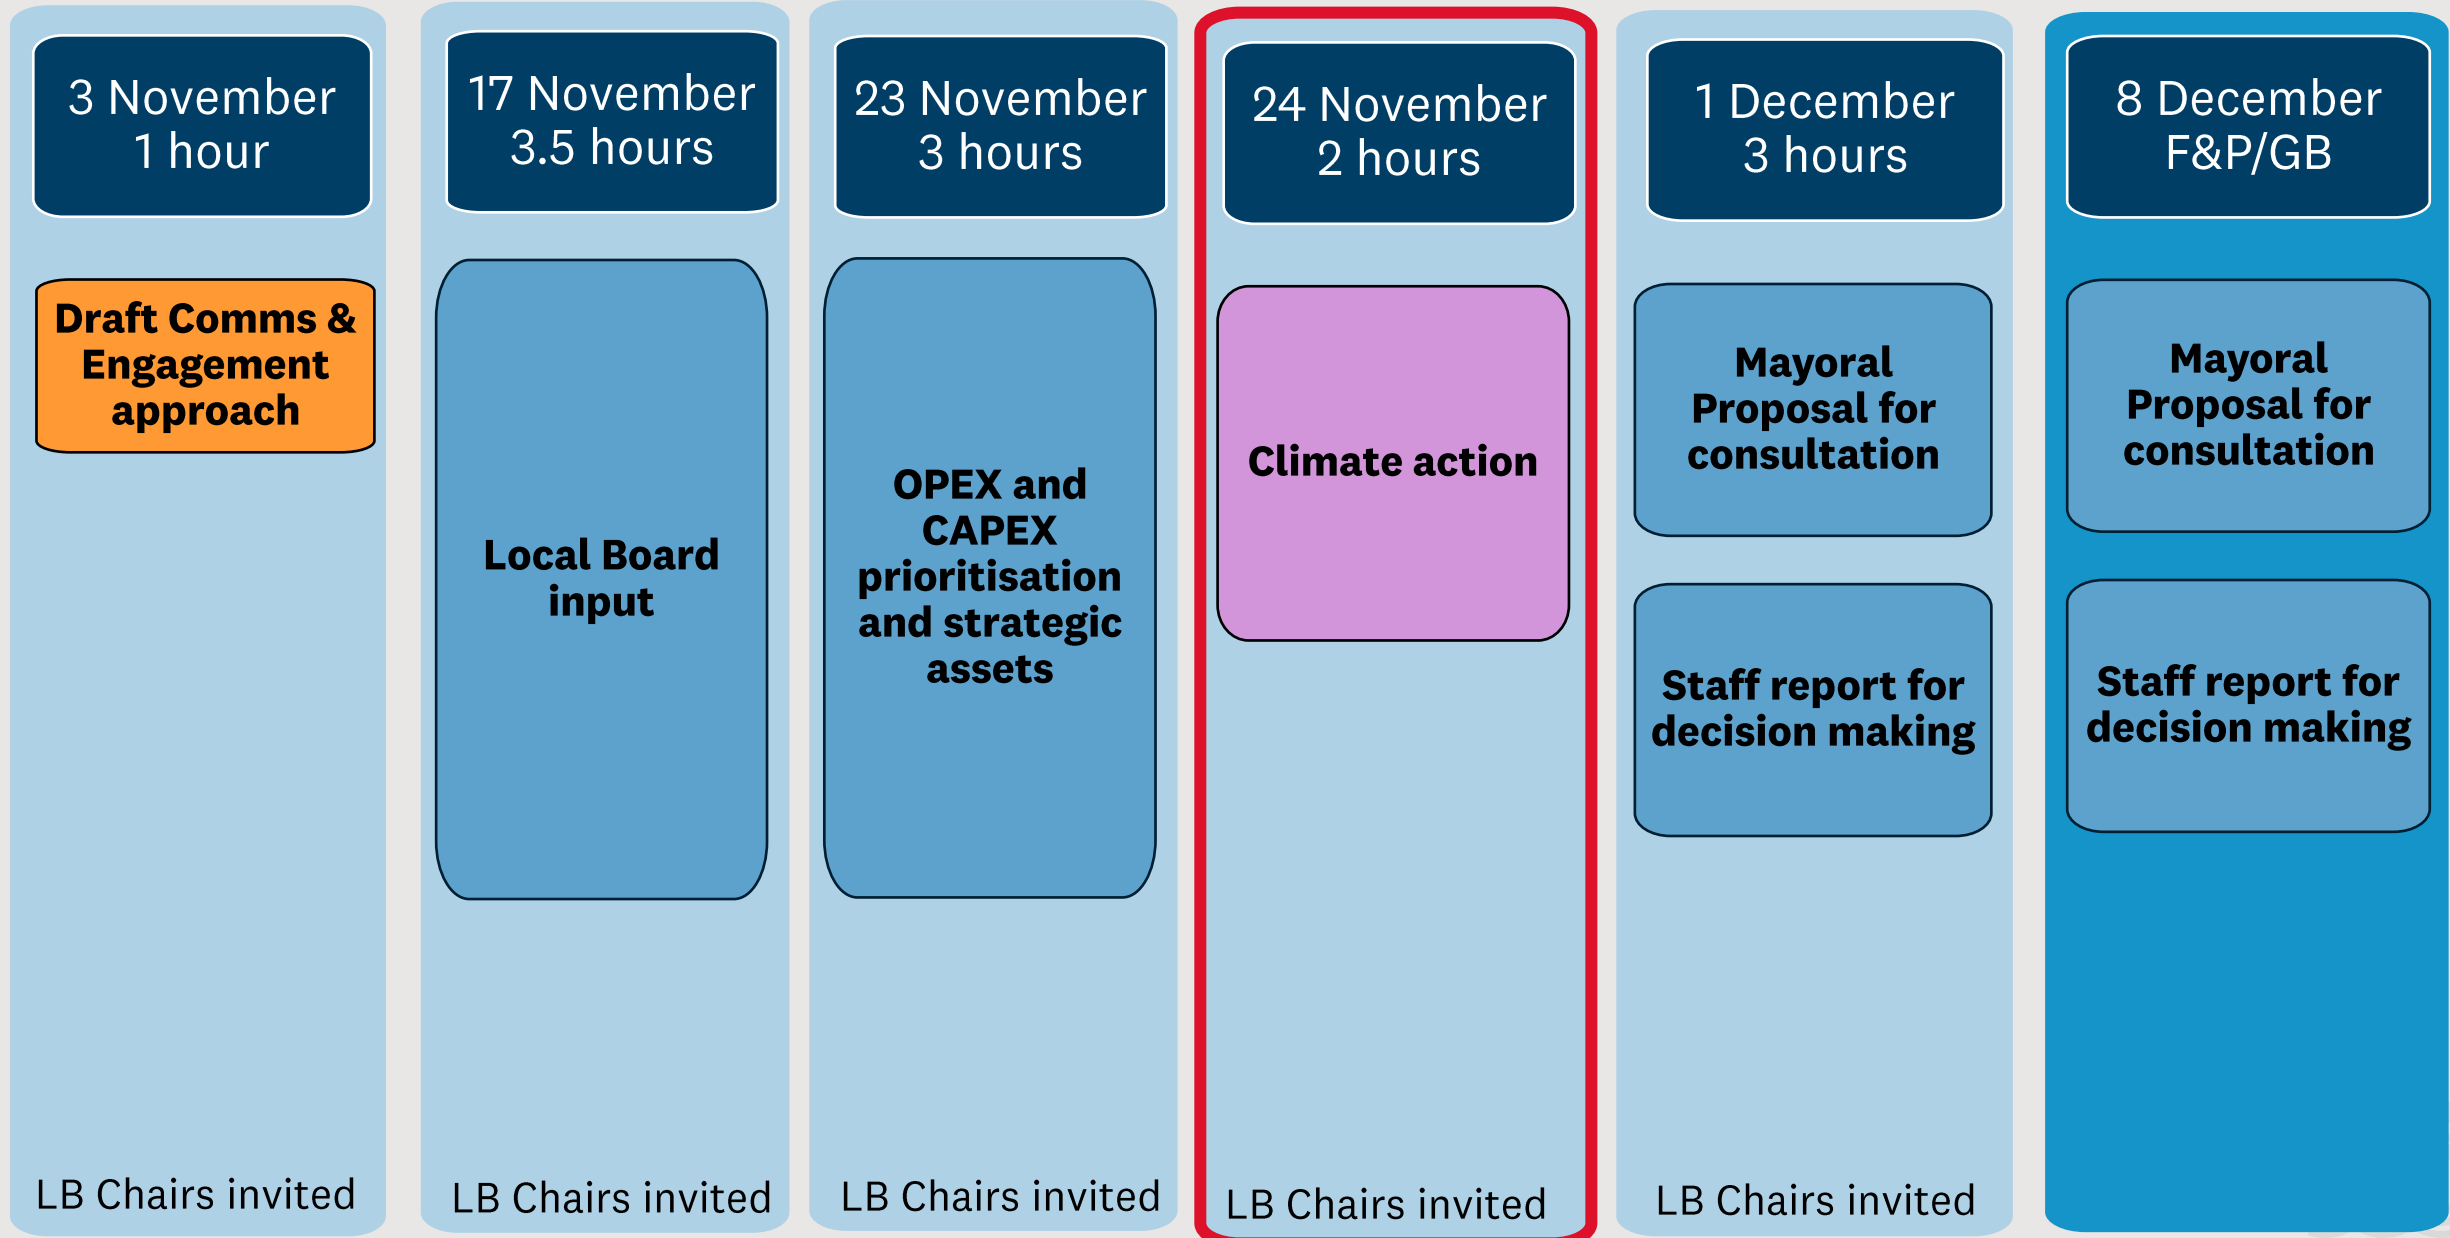 3 November
1 hour
Draft Comms &
Engagement
approach
LB Chairs invited
17 November
3.5 hours
Local Board
input
LB Chairs invited
23 November
3 hours
OPEX and
CAPEX
prioritisation
and strategic
assets
LB Chairs invited
24 November
2 hours
Climate action
LB Chairs invited
1 December
3 hours
Mayoral
Proposal for
consultation
Staff report for
decision making
LB Chairs invited
8 December
F&P/GB
Mayoral
Proposal for
consultation
Staff report for
decision making